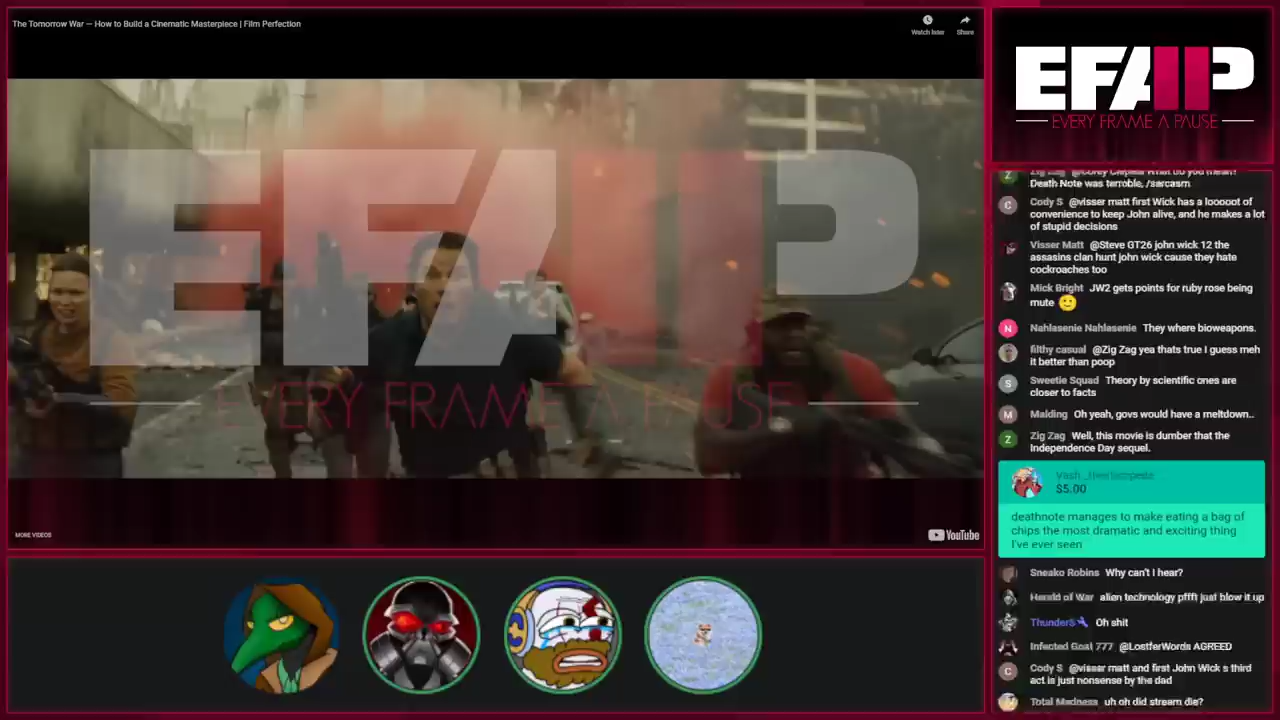 The Tomorrow War — How to Build a Cinematic Masterpiece | Film Perfection
Watch later
Share
EFAP
EVERY FRAME A PAUSE
MORE VIDEOS
YouTube
EFAP
EVERY FRAME A PAUSE
Death Note was terrible, /sarcasm
Cody S @visser matt first Wick has a looooot of
convenience to keep John alive, and he makes a lot
of stupid decisions
Visser Matt @Steve GT26 john wick 12 the
assasins clan hunt john wick cause they hate
cockroaches too
Mick Bright JW2 gets points for ruby rose being
mute
Nahlasenie Nahlasenie They where bioweapons.
filthy casual @Zig Zag yea thats true I guess meh
it better than poop
Sweetie Squad Theory by scientific ones are
closer to facts
Malding Oh yeah, govs would have a meltdown..
Zig Zag Well, this movie is dumber that the
Independence Day sequel.
$5.00
deathnote manages to make eating a bag of
chips the most dramatic and exciting thing
I've ever seen
Sneako Robins Why can't I hear?
Herald of War alien technology pffft just blow it up
ThunderS Oh shit
Infected Goat 777 @LostferWords AGREED
Cody S @visser matt and first John Wick s third
act is just nonsense by the dad
Total Madness uh oh did stream die?